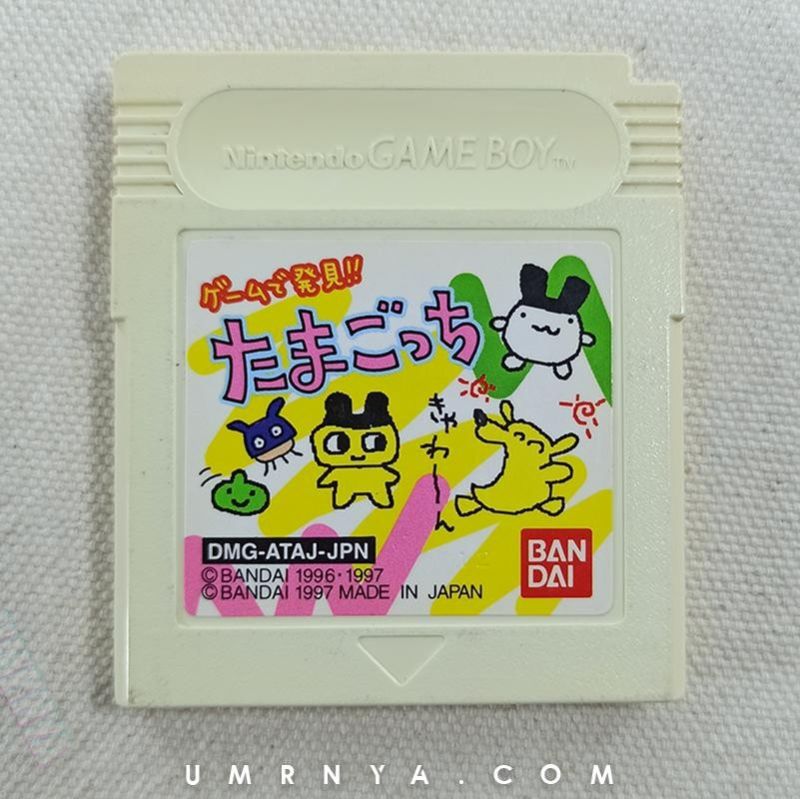 Nintendo GAME BOY TM
ゲームで発見!!
たまごっち
きゃわーん
DMG-ATAJ-JPN
©BANDAI 1996・1997
©BANDAI 1997 MADE IN JAPAN
BAN
DAI
UMRNYA.COM